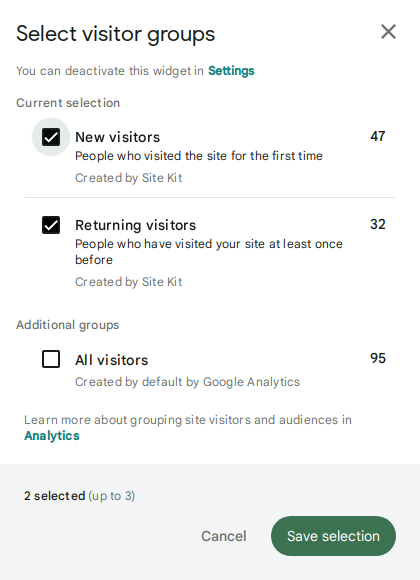 Select visitor groups
You can deactivate this widget in Settings
Current selection
New visitors 47
People who visited the site for the first time
Created by Site Kit
Returning visitors 32
People who have visited your site at least once
before
Created by Site Kit
Additional groups
All visitors 95
Created by default by Google Analytics
Learn more about grouping site visitors and audiences in
Analytics
2 selected (up to 3)
Cancel Save selection